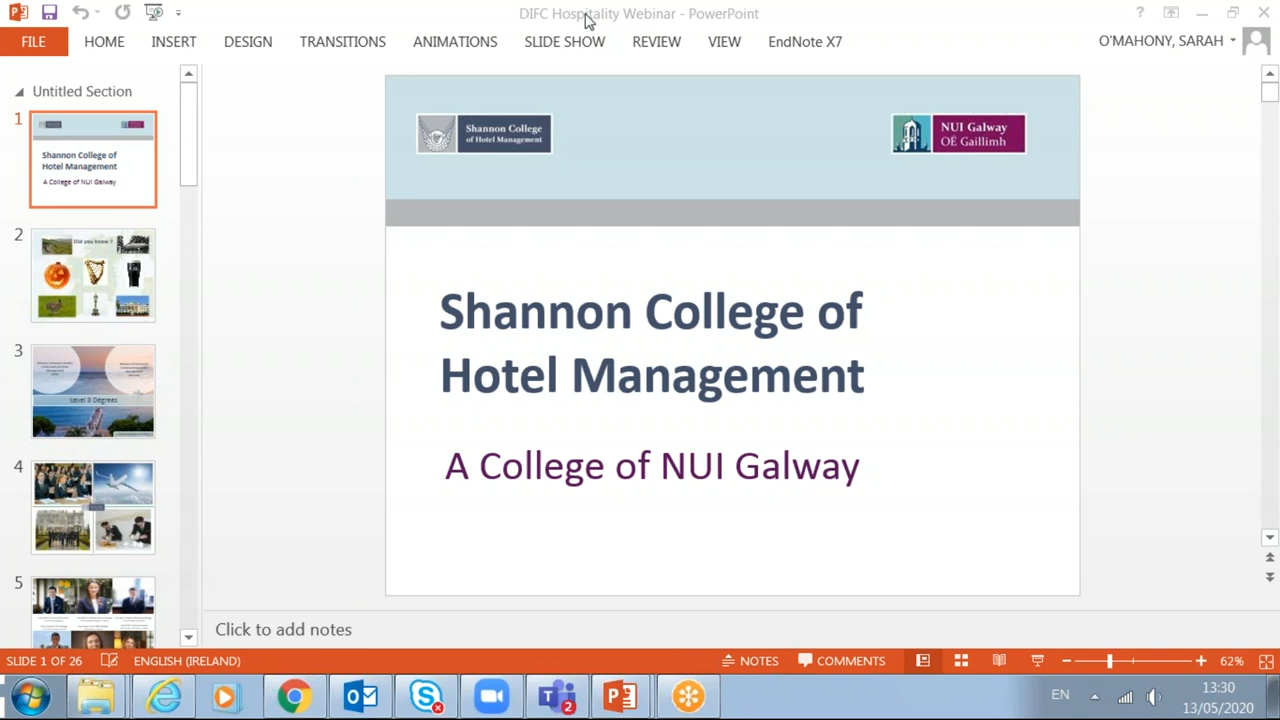 DIFC Hospitality Webinar - PowerPoint
?
FILE
HOME
INSERT
DESIGN
TRANSITIONS
ANIMATIONS
SLIDE SHOW
REVIEW
VIEW
EndNote X7
O'MAHONY, SARAH
Untitled Section
1
Shannon College of
Hotel Management
A College of NUI Galway
2
Did you know ?
3
Level 8 Degrees
4
5
Shannon College
of Hotel Management
NUI Galway
OÉ Gaillimh
Shannon College of
Hotel Management
A College of NUI Galway
Click to add notes
SLIDE 1 OF 26
ENGLISH (IRELAND)
NOTES
COMMENTS
62%
2
EN
13:30
13/05/2020